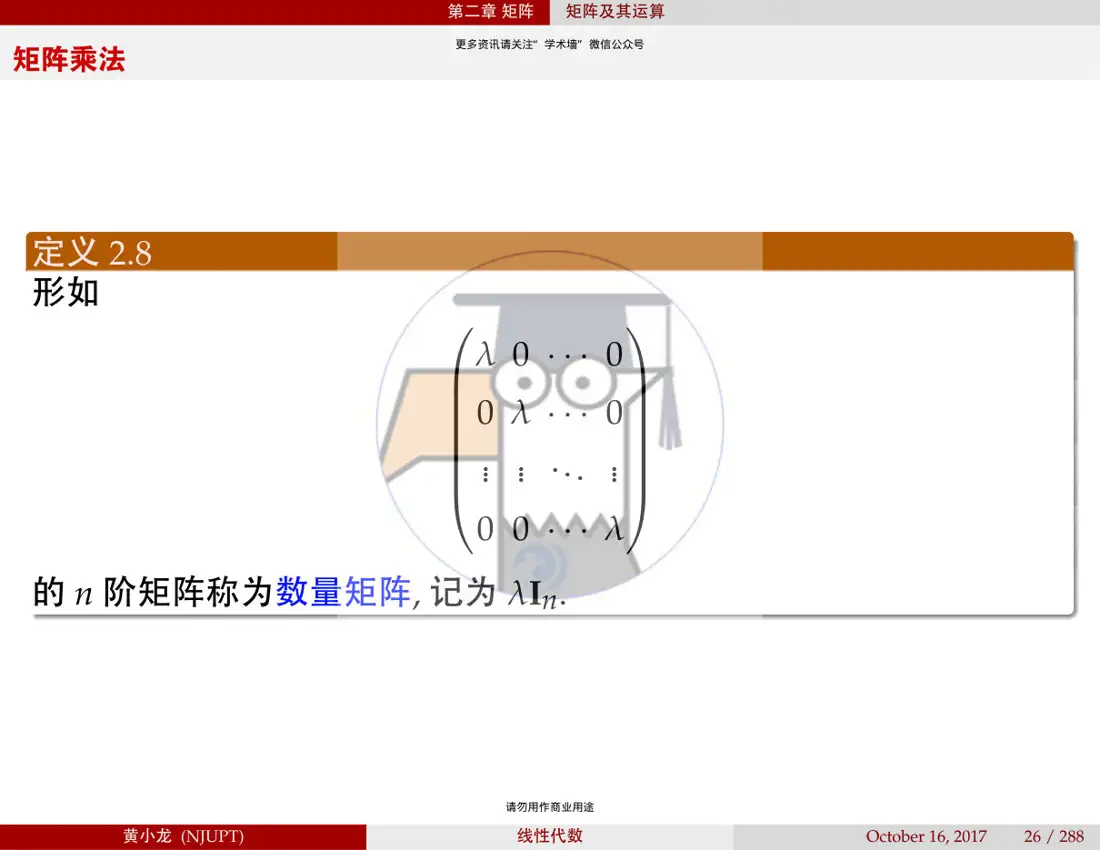 第二章 矩阵 矩阵及其运算
更多资讯请关注“学术墙”微信公众号
矩阵乘法
定义 2.8
形如
λ 0 ⋯ 0
0 λ ⋯ 0
⋮ ⋮ ⋱ ⋮
0 0 ⋯ λ
的 n 阶矩阵称为数量矩阵, 记为 λIₙ.
请勿用作商业用途
黄小龙 (NJUPT) 线性代数 October 16, 2017 26 / 288